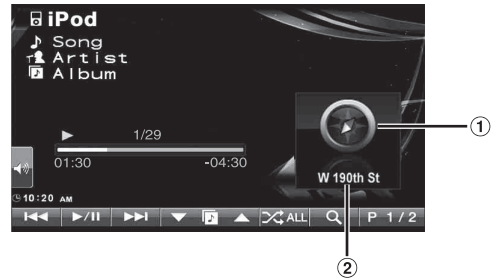 iPod
Song
Artist
Album
1/29
01:30 -04:30
W 190th St
10:20 AM
ALL P 1/2
1
2